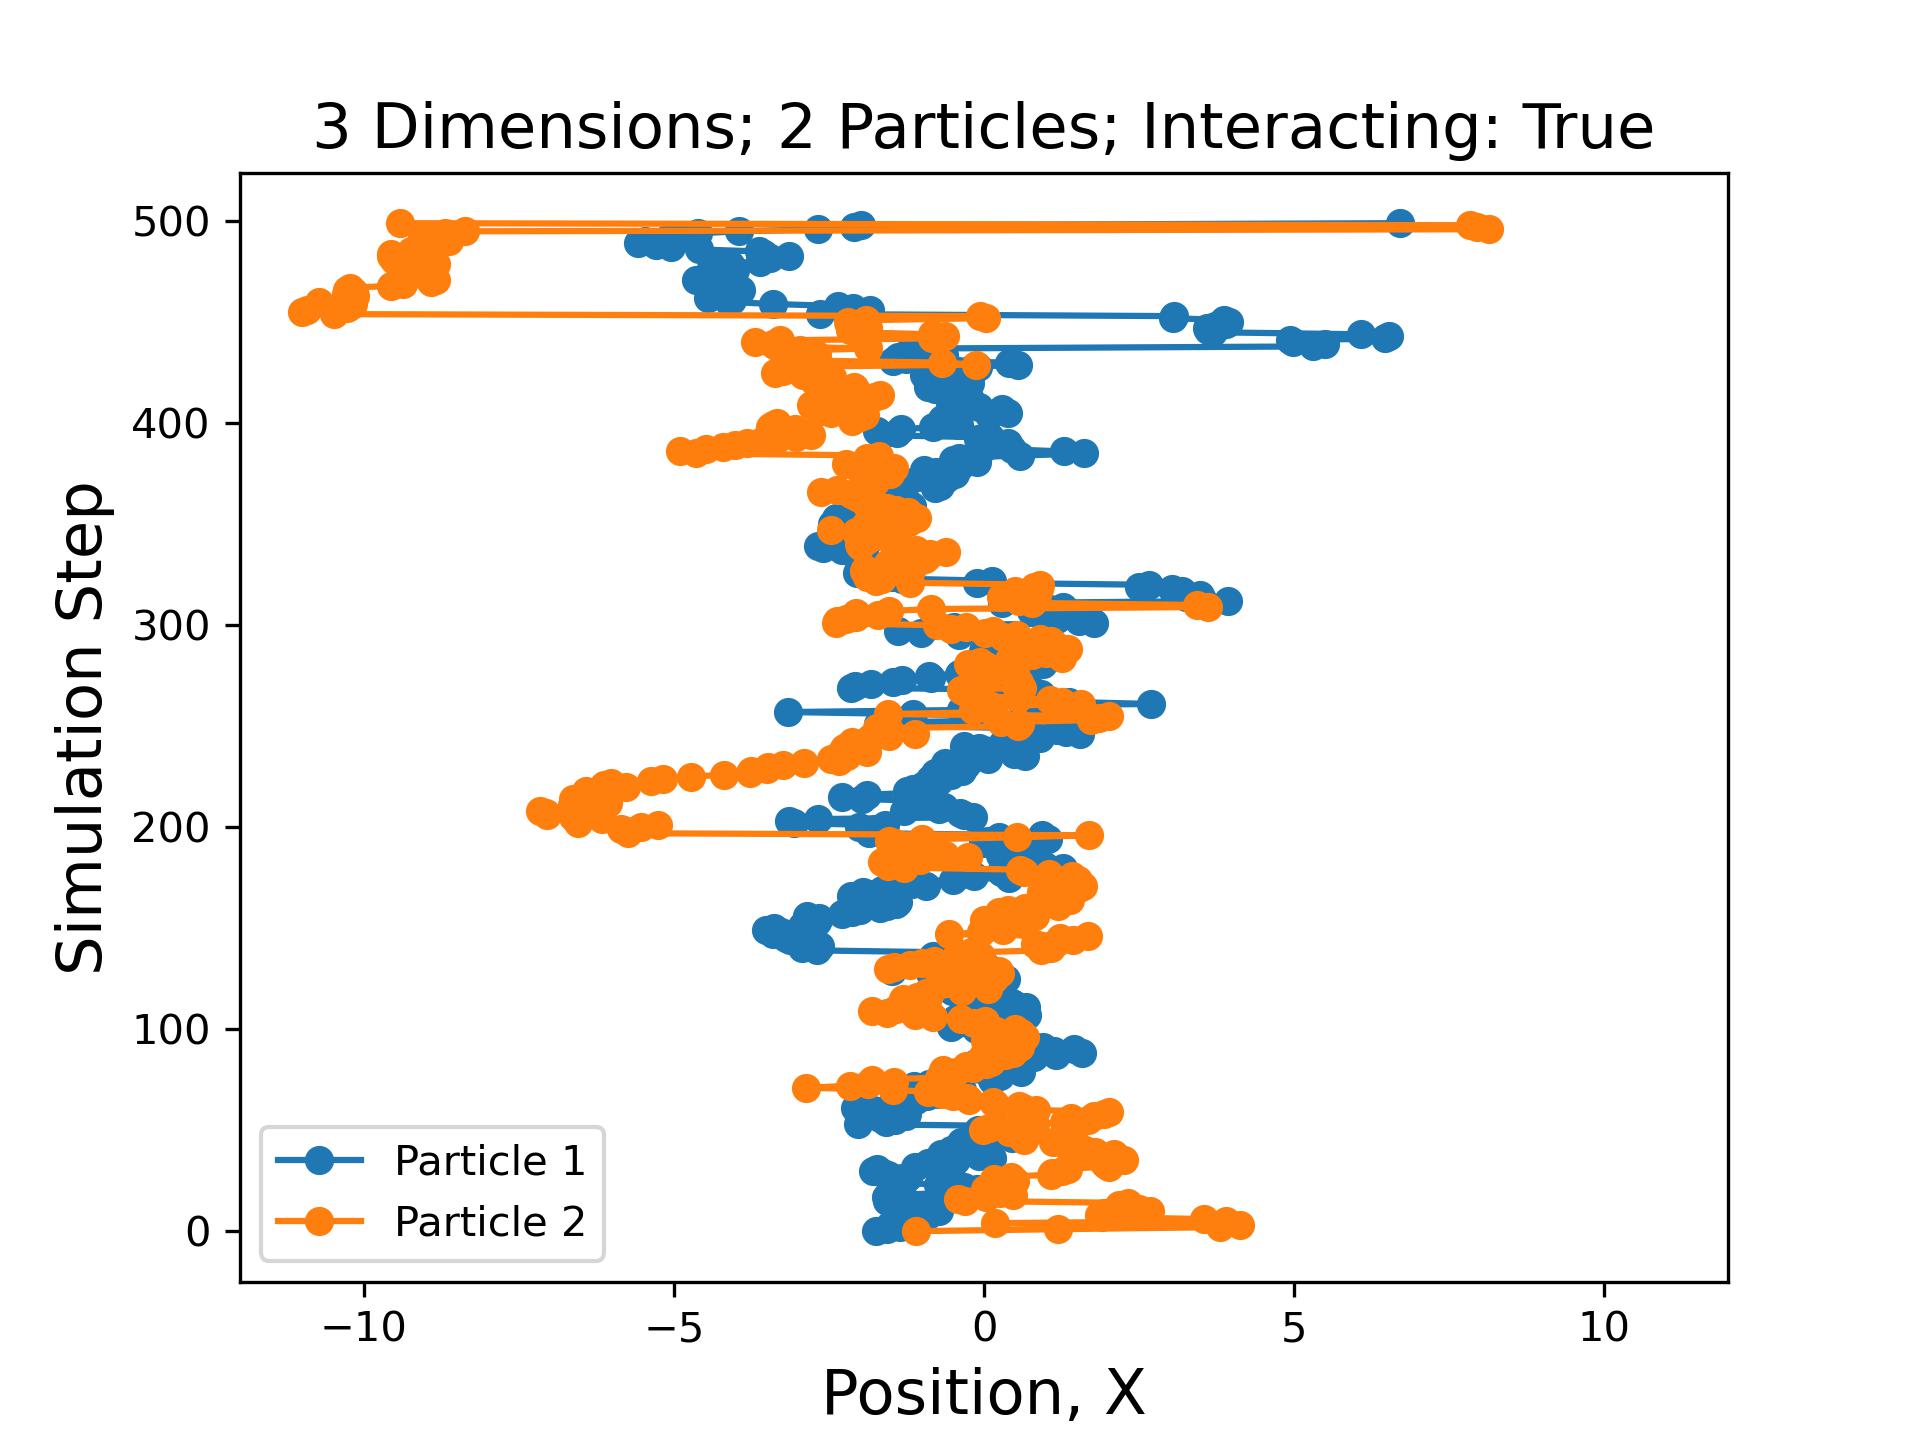 3 Dimensions; 2 Particles; Interacting: True
500
400
300
200
100
0
Simulation Step
Particle 1
Particle 2
−10
−5
0
5
10
Position, X